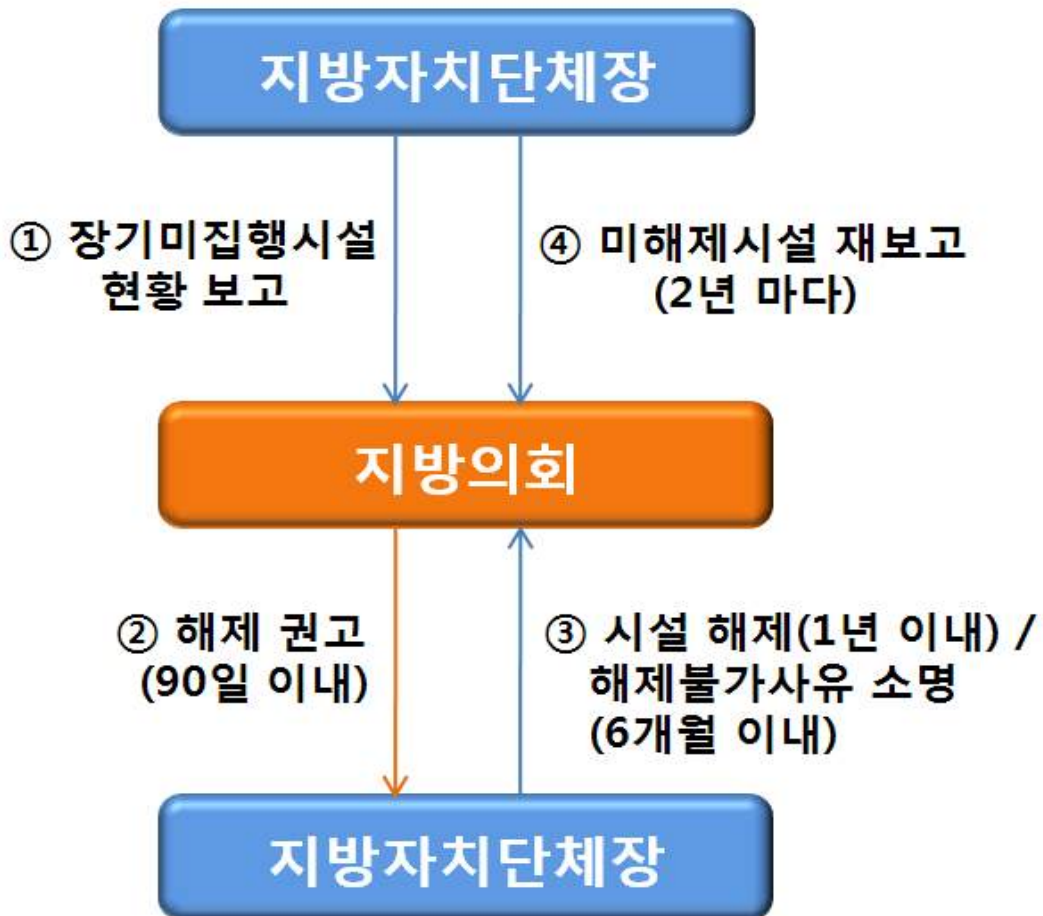 지방자치단체장
① 장기미집행시설
현황 보고
④ 미해제시설 재보고
(2년 마다)
지방의회
② 해제 권고
(90일 이내)
③ 시설 해제(1년 이내) /
해제불가사유 소명
(6개월 이내)
지방자치단체장